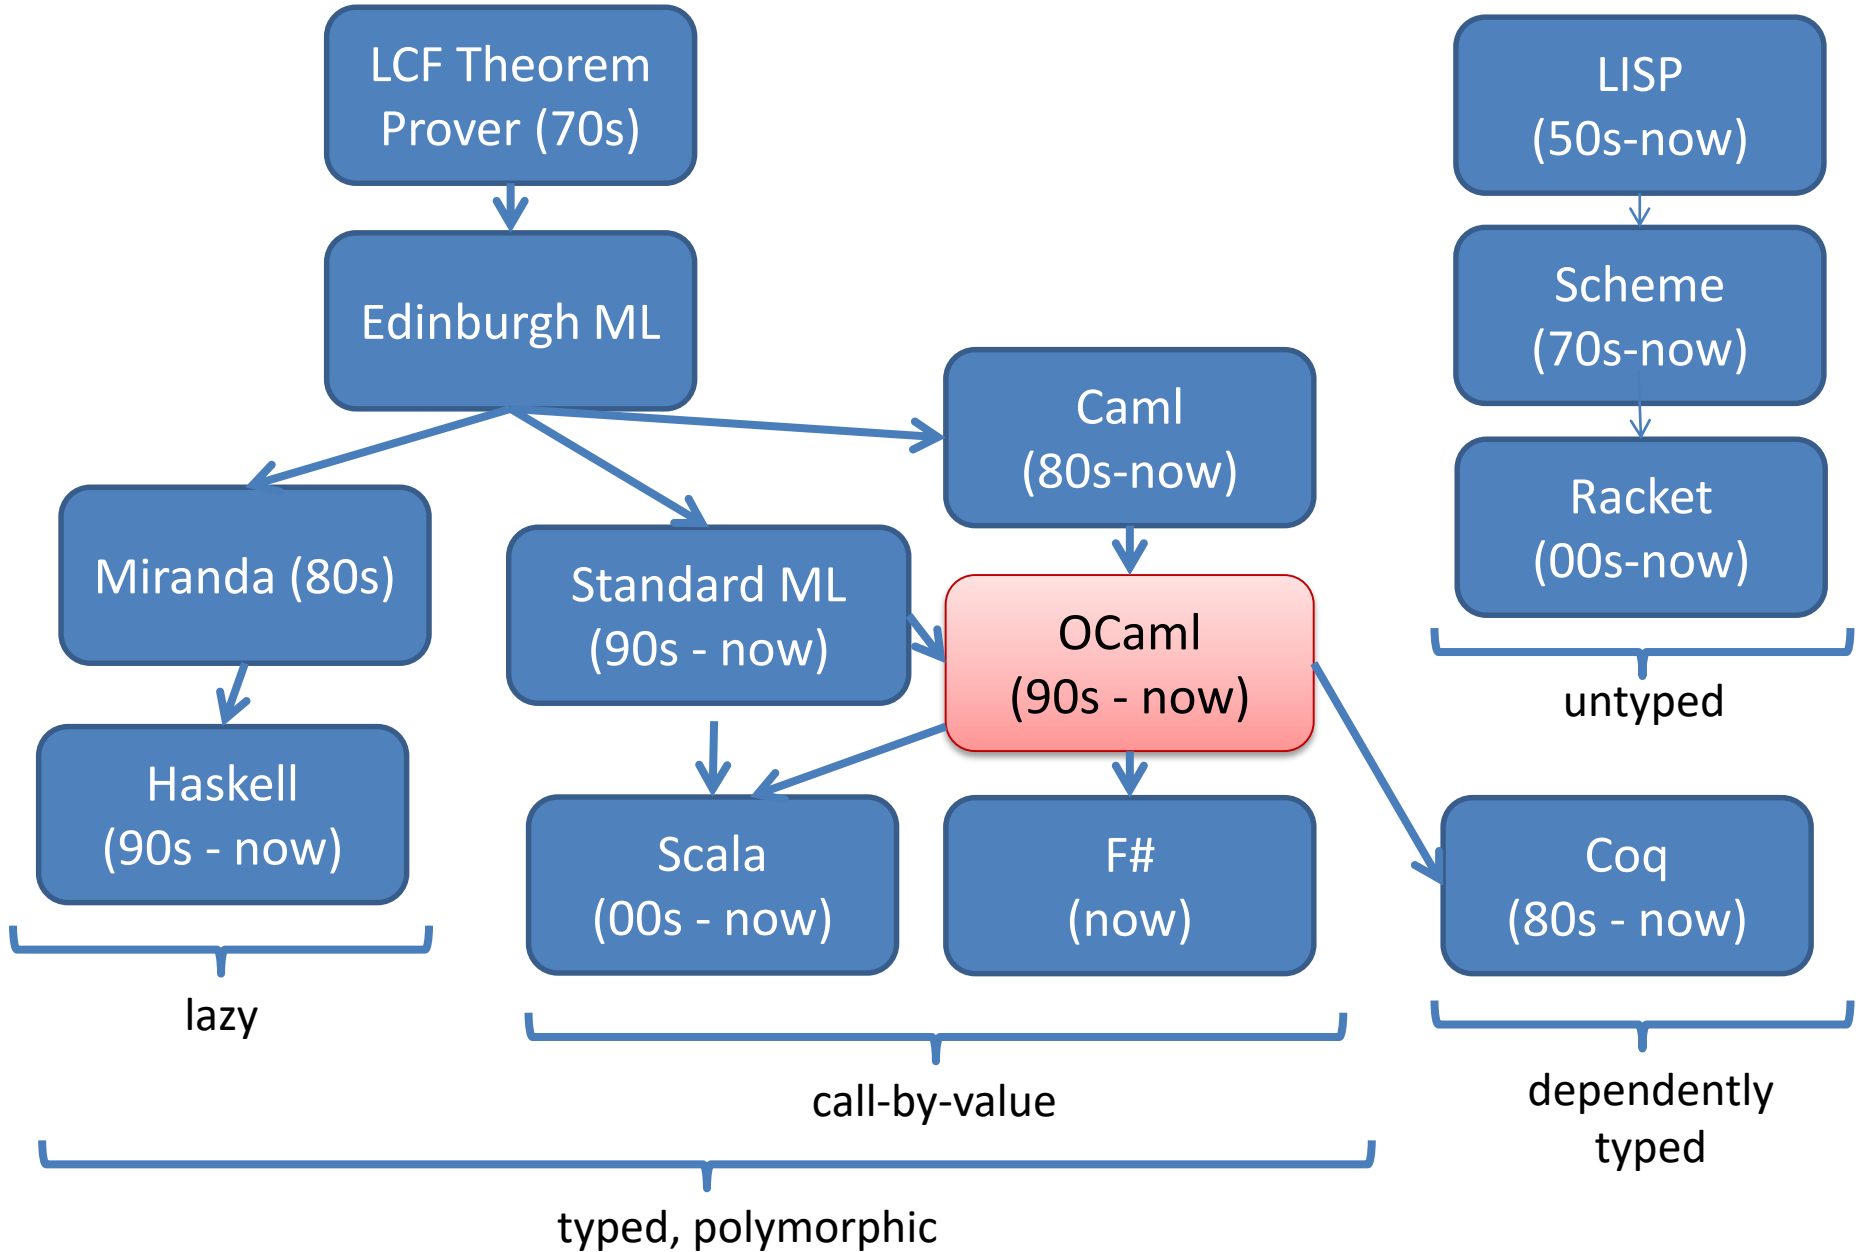 LCF Theorem
Prover (70s)
LISP
(50s-now)
Edinburgh ML
Scheme
(70s-now)
Caml
(80s-now)
Racket
(00s-now)
Miranda (80s)
Standard ML
(90s - now)
OCaml
(90s - now)
untyped
Haskell
(90s - now)
Scala
(00s - now)
F#
(now)
Coq
(80s - now)
lazy
call-by-value
dependently
typed
typed, polymorphic